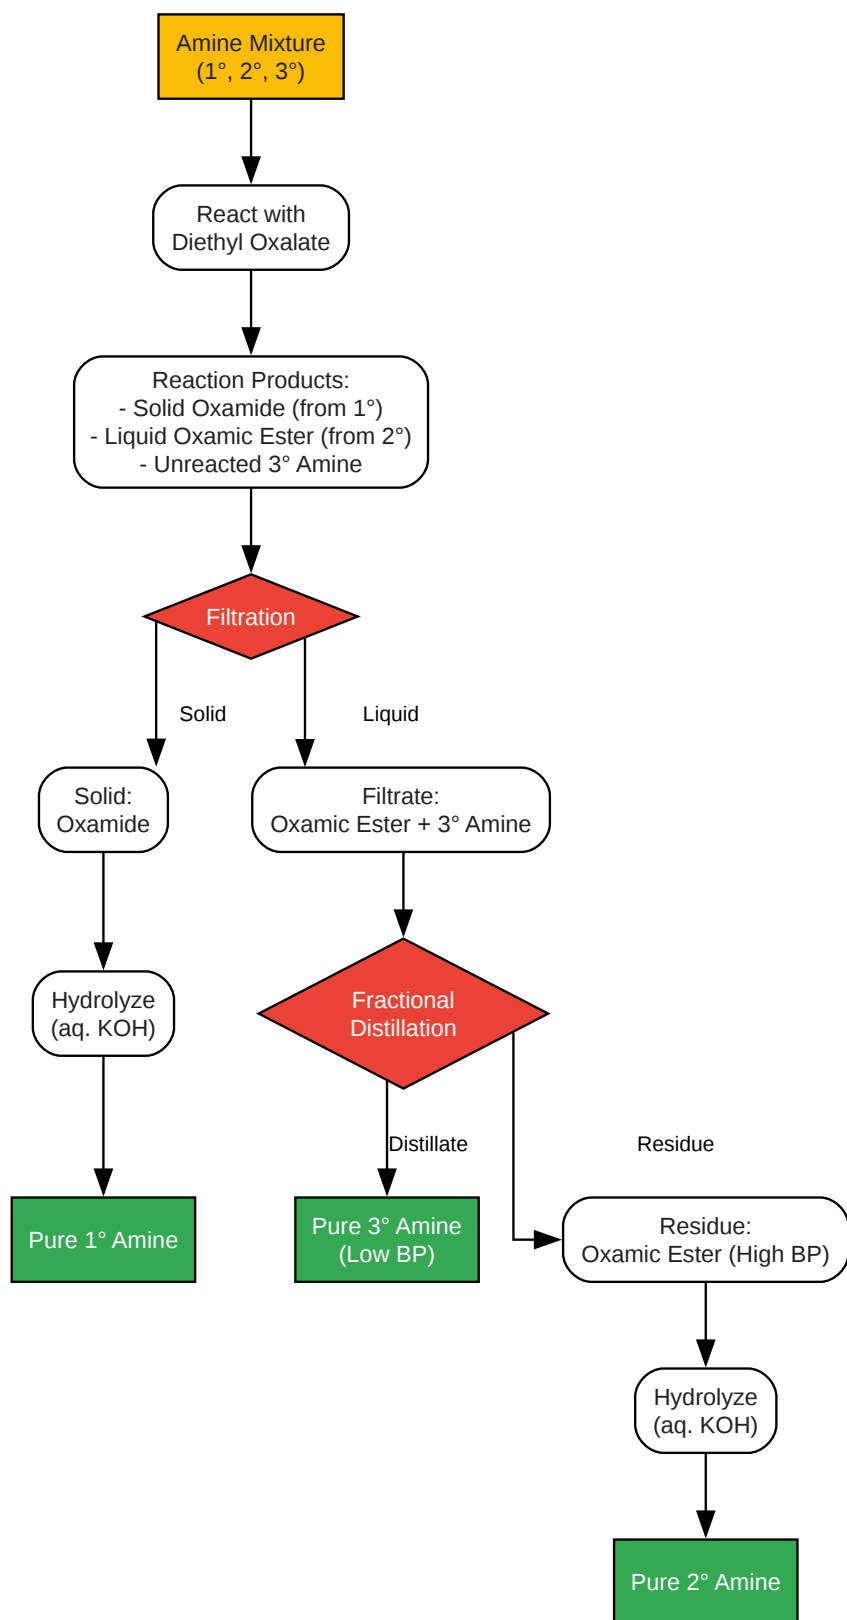 Amine Mixture
(1°, 2°, 3°)
React with
Diethyl Oxalate
Reaction Products:
- Solid Oxamide (from 1°)
- Liquid Oxamic Ester (from 2°)
- Unreacted 3° Amine
Filtration
Solid
Liquid
Solid:
Oxamide
Filtrate:
Oxamic Ester + 3° Amine
Hydrolyze
(aq. KOH)
Fractional
Distillation
Distillate
Residue
Pure 1° Amine
Pure 3° Amine
(Low BP)
Residue:
Oxamic Ester (High BP)
Hydrolyze
(aq. KOH)
Pure 2° Amine